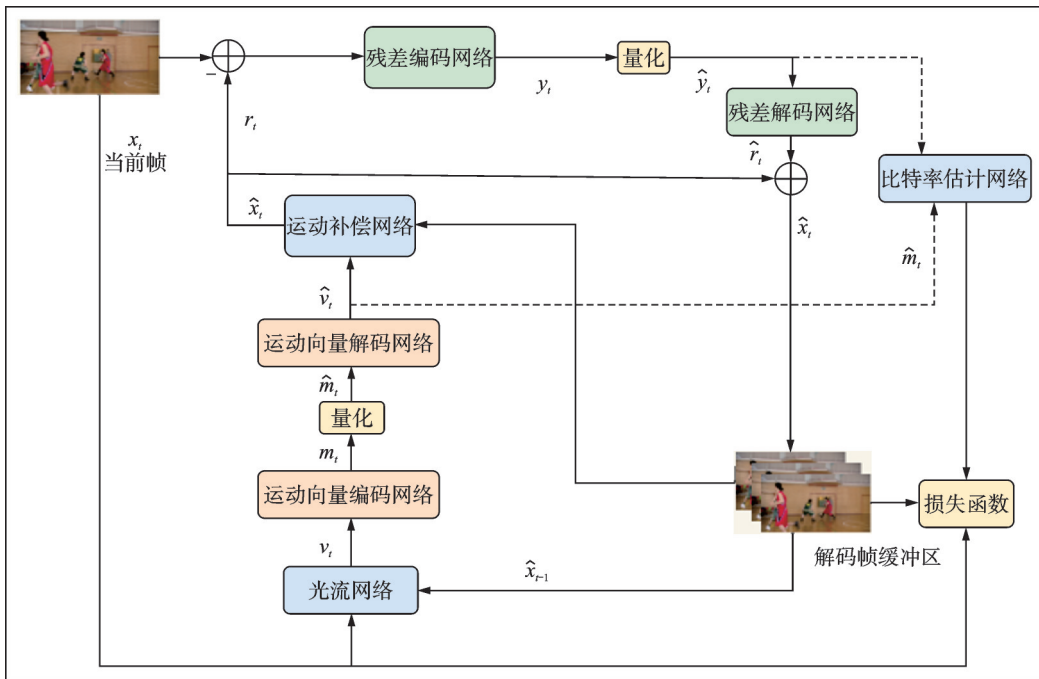 残差编码网络
量化
y_t
ŷ_t
−
残差解码网络
r_t
r̂_t
x_t
当前帧
比特率估计网络
x̂_t
运动补偿网络
x̂_t
m̂_t
v̂_t
运动向量解码网络
m̂_t
量化
m_t
运动向量编码网络
损失函数
v_t
解码帧缓冲区
x̂_{t−1}
光流网络